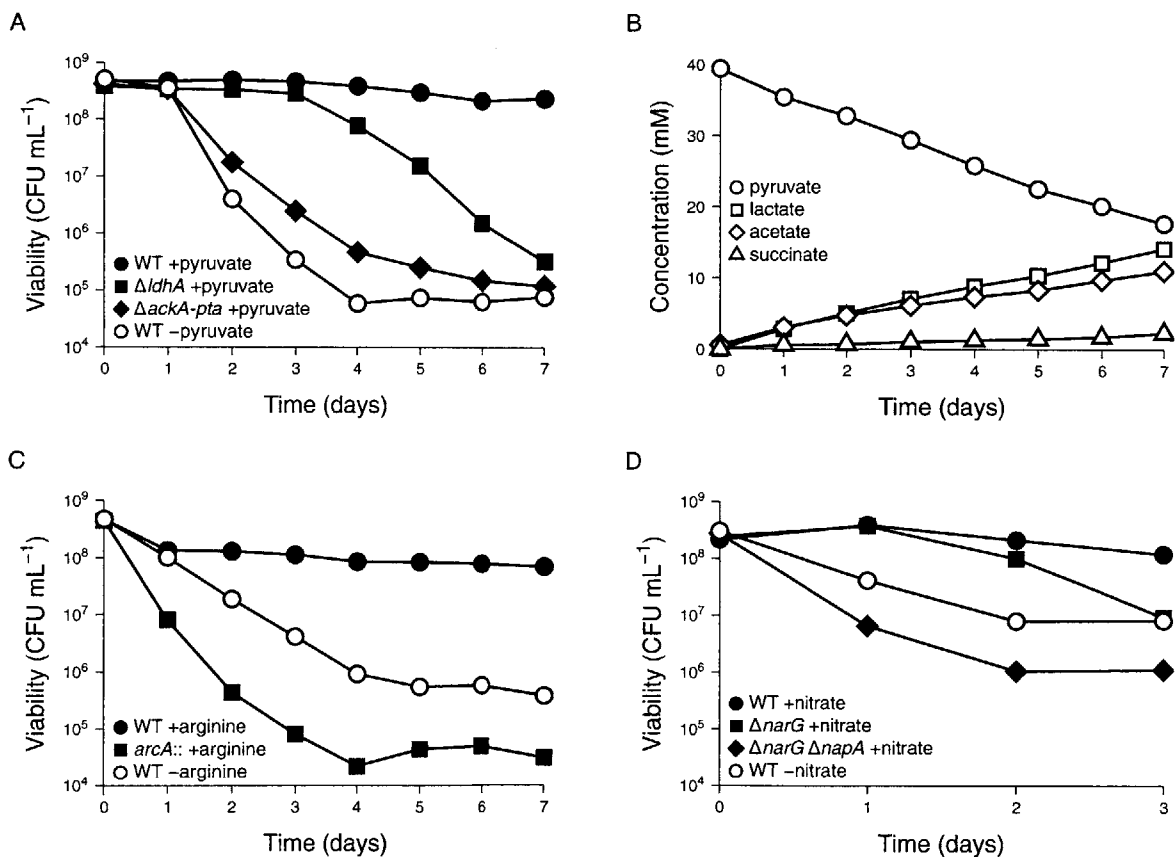 A
Viability (CFU mL⁻¹)
10⁹
10⁸
10⁷
10⁶
10⁵
10⁴
WT +pyruvate
ΔldhA +pyruvate
ΔackA-pta +pyruvate
WT −pyruvate
0 1 2 3 4 5 6 7
Time (days)
B
Concentration (mM)
40
30
20
10
0
pyruvate
lactate
acetate
succinate
0 1 2 3 4 5 6 7
Time (days)
C
Viability (CFU mL⁻¹)
10⁹
10⁸
10⁷
10⁶
10⁵
10⁴
WT +arginine
arcA:: +arginine
WT −arginine
0 1 2 3 4 5 6 7
Time (days)
D
Viability (CFU mL⁻¹)
10⁹
10⁸
10⁷
10⁶
10⁵
10⁴
WT +nitrate
ΔnarG +nitrate
ΔnarG ΔnapA +nitrate
WT −nitrate
0 1 2 3
Time (days)